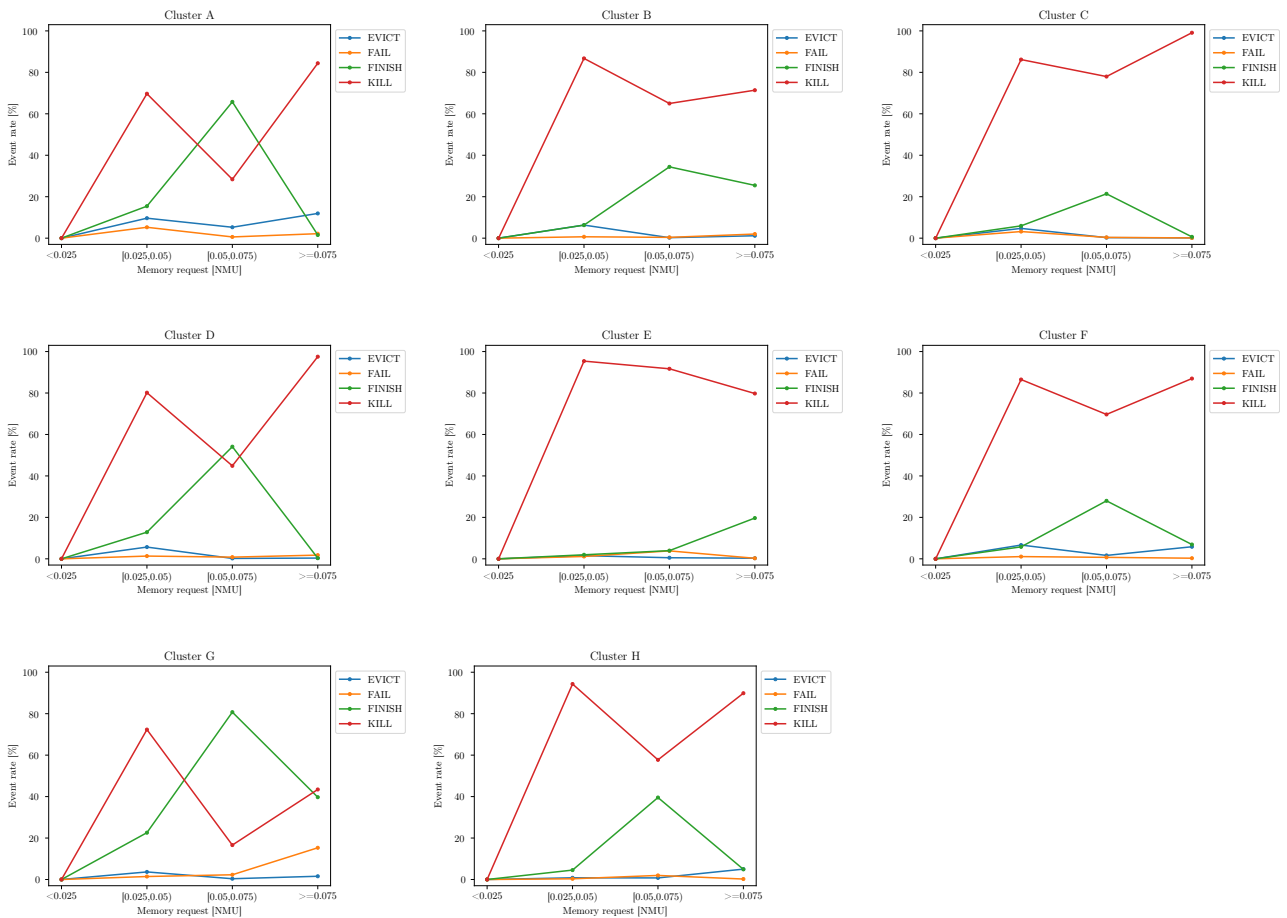 Cluster A
100
80
60
40
20
0
Event rate [%]
<0.025
[0.025,0.05)
[0.05,0.075)
>=0.075
Memory request [NMU]
EVICT
FAIL
FINISH
KILL
Cluster B
100
80
60
40
20
0
Event rate [%]
<0.025
[0.025,0.05)
[0.05,0.075)
>=0.075
Memory request [NMU]
EVICT
FAIL
FINISH
KILL
Cluster C
100
80
60
40
20
0
Event rate [%]
<0.025
[0.025,0.05)
[0.05,0.075)
>=0.075
Memory request [NMU]
EVICT
FAIL
FINISH
KILL
Cluster D
100
80
60
40
20
0
Event rate [%]
<0.025
[0.025,0.05)
[0.05,0.075)
>=0.075
Memory request [NMU]
EVICT
FAIL
FINISH
KILL
Cluster E
100
80
60
40
20
0
Event rate [%]
<0.025
[0.025,0.05)
[0.05,0.075)
>=0.075
Memory request [NMU]
EVICT
FAIL
FINISH
KILL
Cluster F
100
80
60
40
20
0
Event rate [%]
<0.025
[0.025,0.05)
[0.05,0.075)
>=0.075
Memory request [NMU]
EVICT
FAIL
FINISH
KILL
Cluster G
100
80
60
40
20
0
Event rate [%]
<0.025
[0.025,0.05)
[0.05,0.075)
>=0.075
Memory request [NMU]
EVICT
FAIL
FINISH
KILL
Cluster H
100
80
60
40
20
0
Event rate [%]
<0.025
[0.025,0.05)
[0.05,0.075)
>=0.075
Memory request [NMU]
EVICT
FAIL
FINISH
KILL